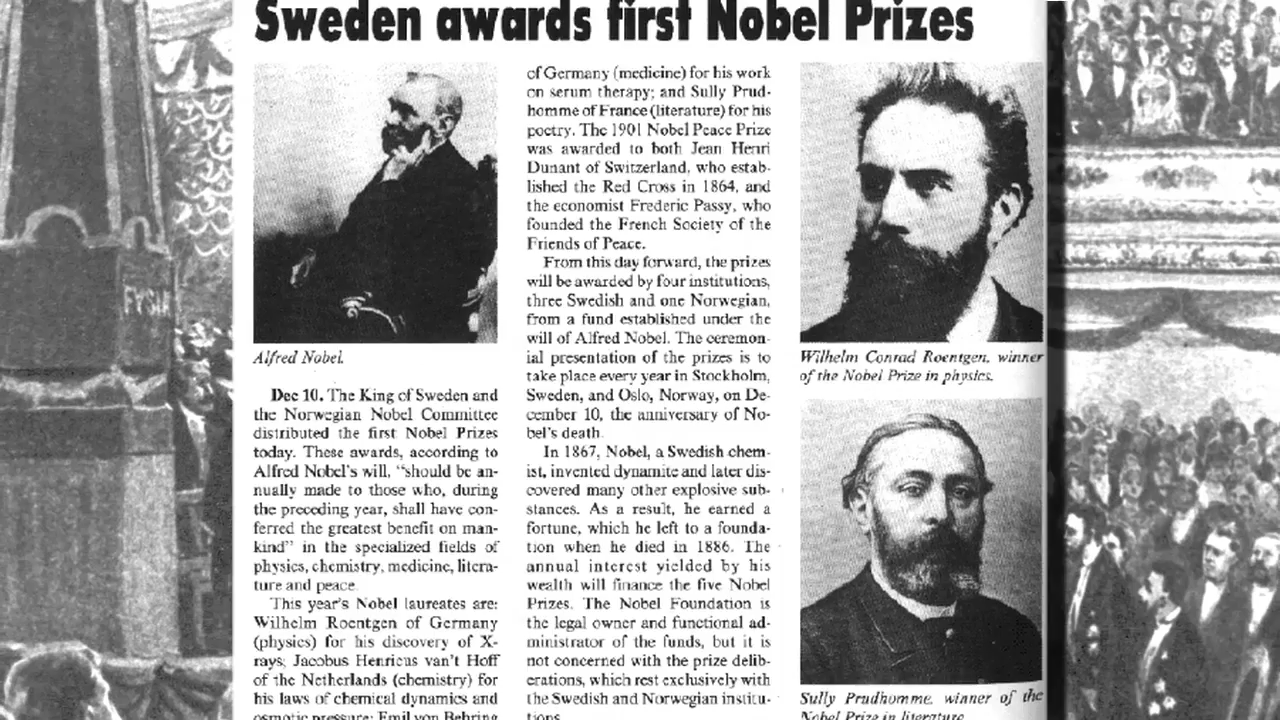 Sweden awards first Nobel Prizes
Alfred Nobel.
Dec 10. The King of Sweden and
the Norwegian Nobel Committee
distributed the first Nobel Prizes
today. These awards, according to
Alfred Nobel's will, "should be an-
nually made to those who, during
the preceding year, shall have con-
ferred the greatest benefit on man-
kind" in the specialized fields of
physics, chemistry, medicine, litera-
ture and peace.
This year's Nobel laureates are:
Wilhelm Roentgen of Germany
(physics) for his discovery of X-
rays; Jacobus Henricus van't Hoff
of the Netherlands (chemistry) for
his laws of chemical dynamics and
osmotic pressure; Emil von Behring
of Germany (medicine) for his work
on serum therapy; and Sully Prud-
homme of France (literature) for his
poetry. The 1901 Nobel Peace Prize
was awarded to both Jean Henri
Dunant of Switzerland, who estab-
lished the Red Cross in 1864, and
the economist Frederic Passy, who
founded the French Society of the
Friends of Peace.
From this day forward, the prizes
will be awarded by four institutions,
three Swedish and one Norwegian,
from a fund established under the
will of Alfred Nobel. The ceremon-
ial presentation of the prizes is to
take place every year in Stockholm,
Sweden, and Oslo, Norway, on De-
cember 10, the anniversary of No-
bel's death.
In 1867, Nobel, a Swedish chem-
ist, invented dynamite and later dis-
covered many other explosive sub-
stances. As a result, he earned a
fortune, which he left to a founda-
tion when he died in 1886. The
annual interest yielded by his
wealth will finance the five Nobel
Prizes. The Nobel Foundation is
the legal owner and functional ad-
ministrator of the funds, but it is
not concerned with the prize delib-
erations, which rest exclusively with
the Swedish and Norwegian institu-
tions.
Wilhelm Conrad Roentgen, winner
of the Nobel Prize in physics.
Sully Prudhomme, winner of the
Nobel Prize in literature